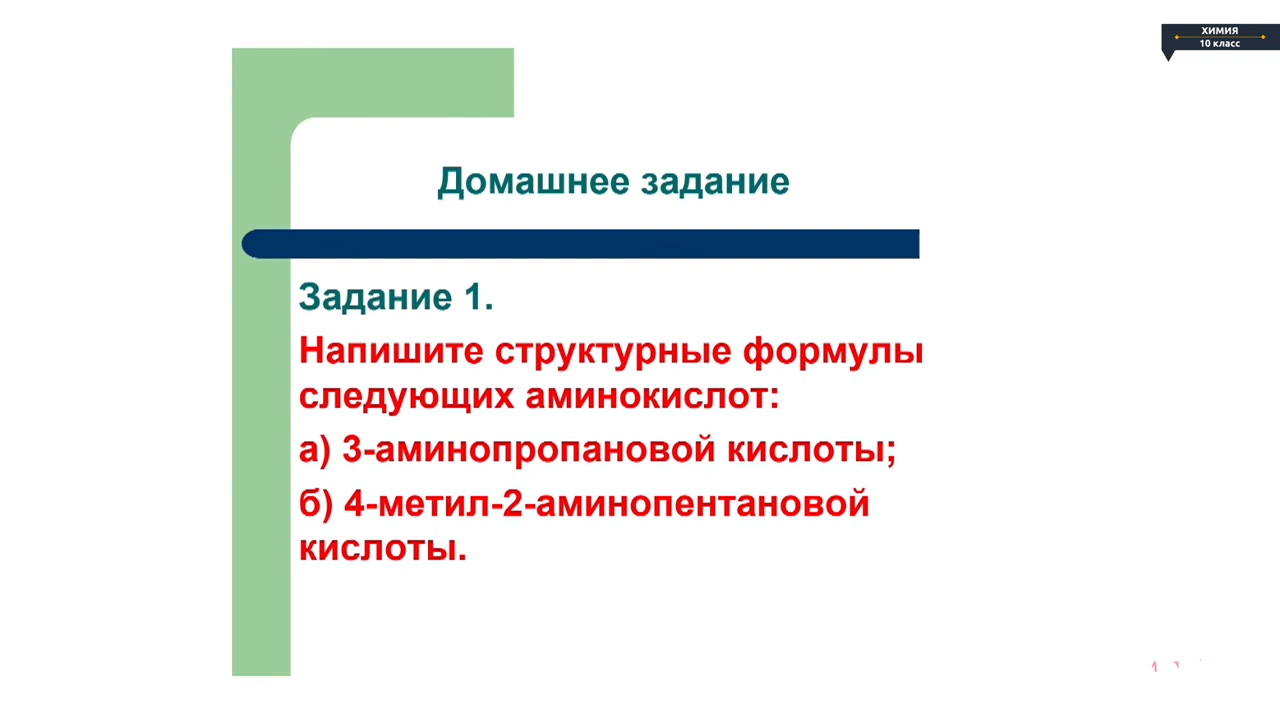 ХИМИЯ
10 класс
Домашнее задание
Задание 1.
Напишите структурные формулы
следующих аминокислот:
а) 3-аминопропановой кислоты;
б) 4-метил-2-аминопентановой
кислоты.